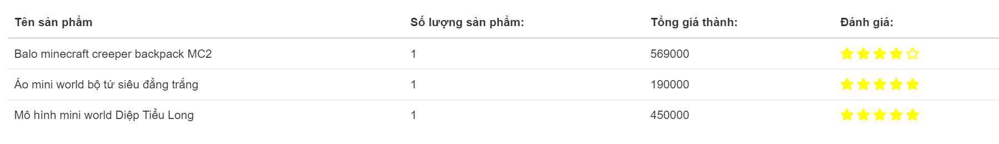 Tên sản phẩm Số lượng sản phẩm: Tổng giá thành: Đánh giá:
Balo minecraft creeper backpack MC2 1 569000
Áo mini world bộ tứ siêu đẳng trắng 1 190000
Mô hình mini world Diệp Tiểu Long 1 450000